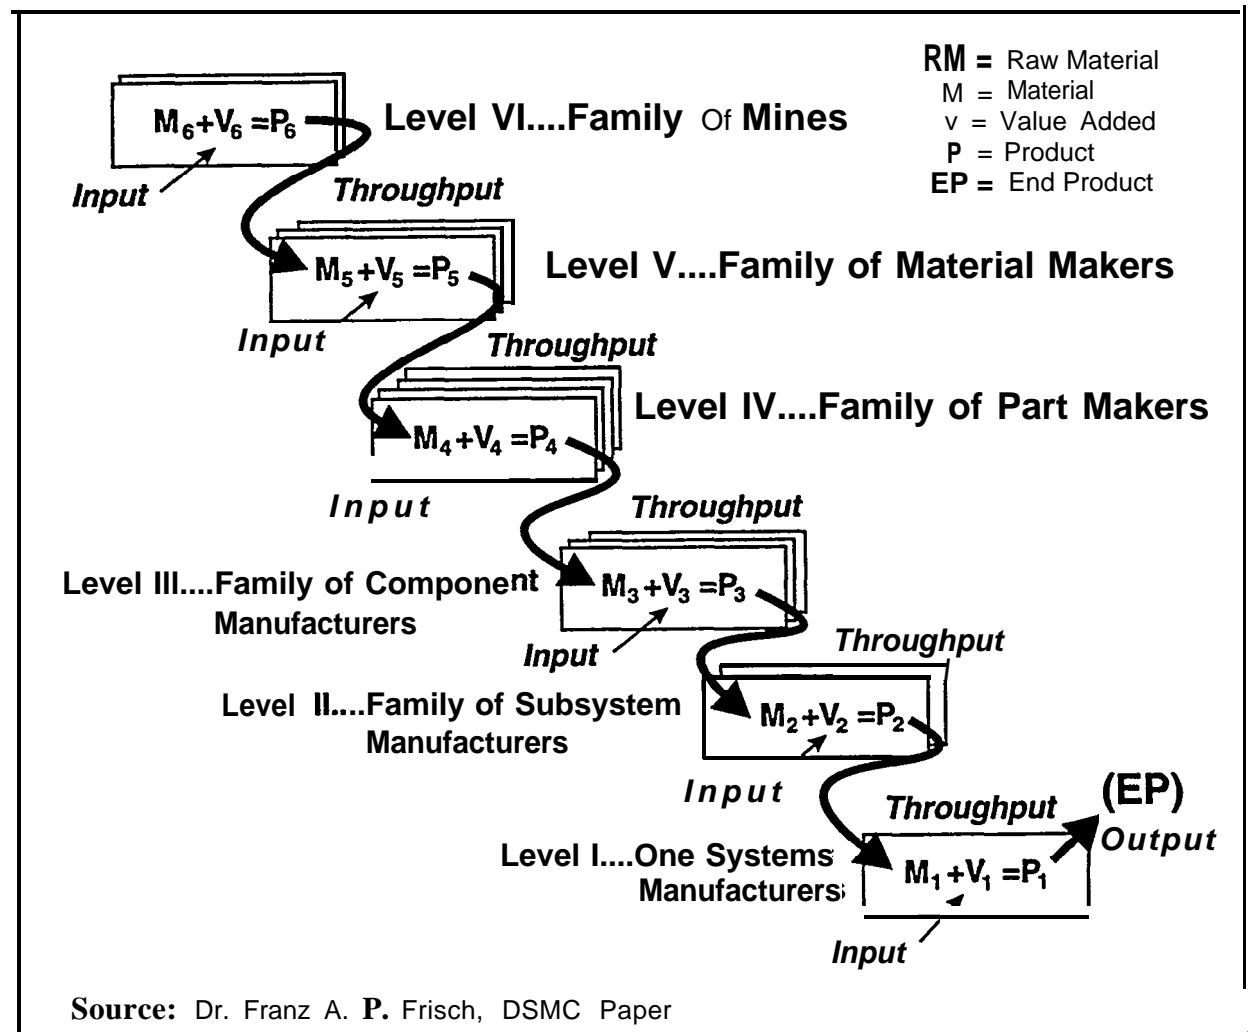 RM = Raw Material
M = Material
v = Value Added
P = Product
EP = End Product
M6+V6 =P6
Level VI....Family Of Mines
Input
Throughput
M5+V5 =P5
Level V....Family of Material Makers
Input
Throughput
M4+V4 =P4
Level IV....Family of Part Makers
Input
Throughput
Level III....Family of Component
Manufacturers
M3+V3 =P3
Input
Throughput
Level II....Family of Subsystem
Manufacturers
M2+V2 =P2
Input
Throughput
(EP)
Output
Level I....One Systems
Manufacturers
M1+V1 =P1
Input
Source: Dr. Franz A. P. Frisch, DSMC Paper